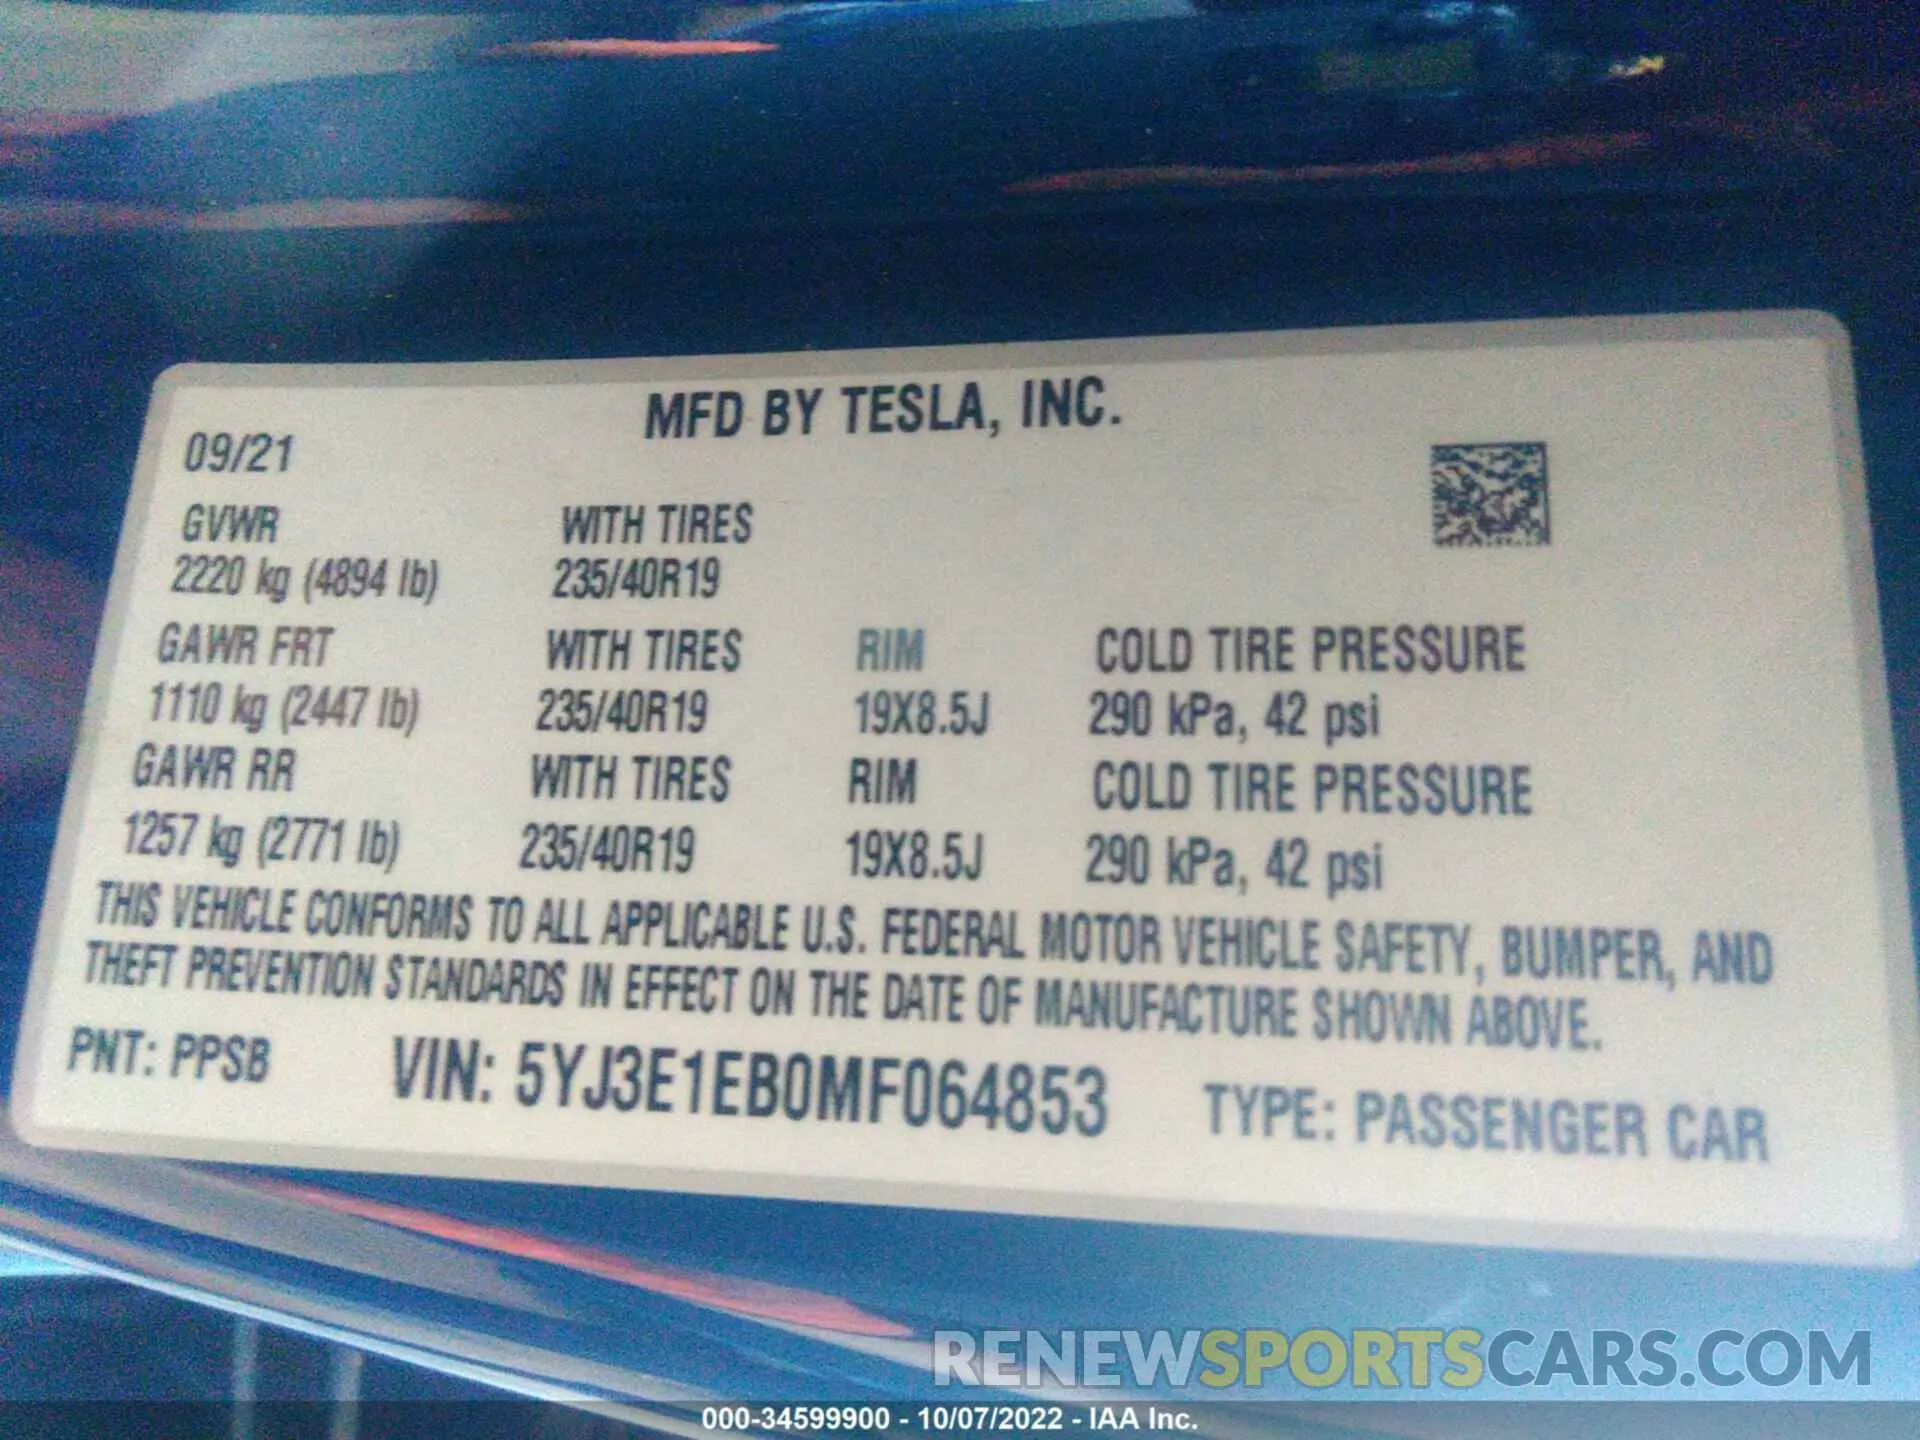 MFD BY TESLA, INC.
09/21
GVWR WITH TIRES
2220 kg (4894 lb) 235/40R19
GAWR FRT WITH TIRES RIM COLD TIRE PRESSURE
1110 kg (2447 lb) 235/40R19 19X8.5J 290 kPa, 42 psi
GAWR RR WITH TIRES RIM COLD TIRE PRESSURE
1257 kg (2771 lb) 235/40R19 19X8.5J 290 kPa, 42 psi
THIS VEHICLE CONFORMS TO ALL APPLICABLE U.S. FEDERAL MOTOR VEHICLE SAFETY, BUMPER, AND
THEFT PREVENTION STANDARDS IN EFFECT ON THE DATE OF MANUFACTURE SHOWN ABOVE.
PNT: PPSB VIN: 5YJ3E1EB0MF064853 TYPE: PASSENGER CAR
RENEWSPORTSCARS.COM
000-34599900 - 10/07/2022 - IAA Inc.